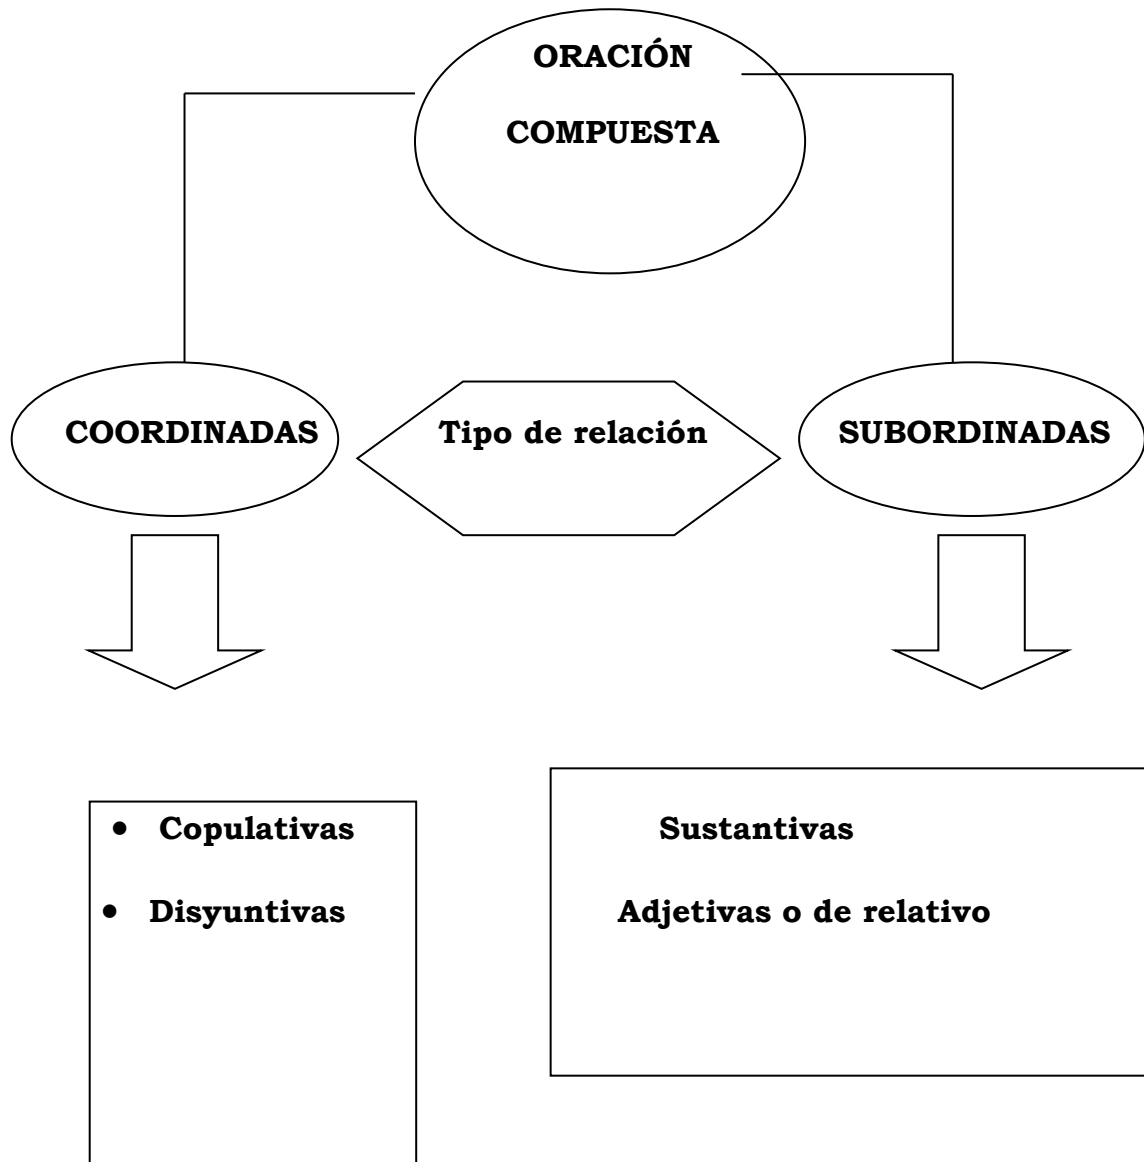 ORACIÓN
COMPUESTA
COORDINADAS
Tipo de relación
SUBORDINADAS
• Copulativas
• Disyuntivas
Sustantivas
Adjetivas o de relativo